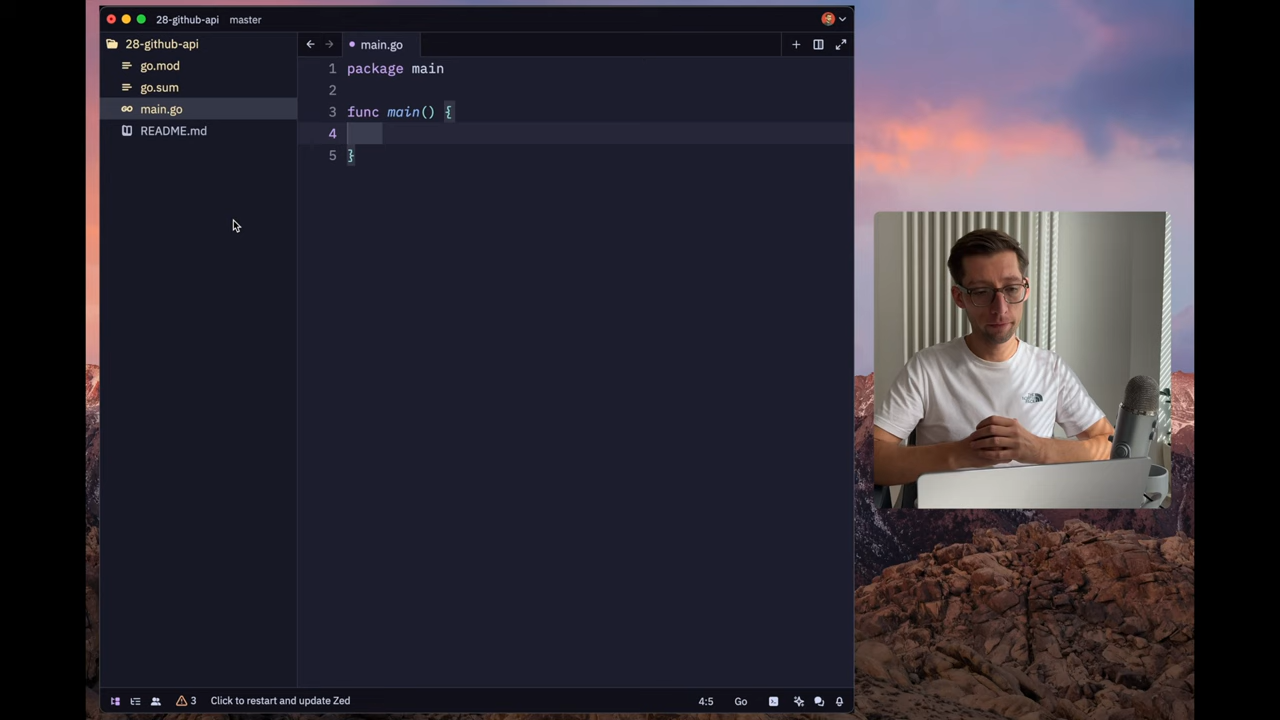 28-github-api master
28-github-api
go.mod
go.sum
main.go
README.md
main.go
1 package main
2
3 func main() {
4
5 }
3 Click to restart and update Zed
4:5 Go